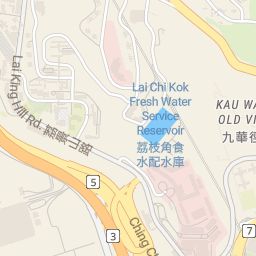 Lai Chi Kok
Fresh Water
Service
Reservoir
荔枝角食
水配水庫
Lai King Hill Rd. 荔景山路
KAU WA
OLD VI
九華徑
5
3
7
Ching Ch